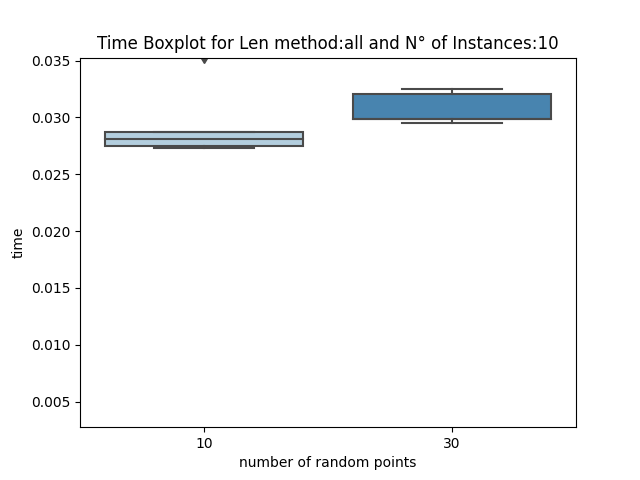 Time Boxplot for Len method:all and N° of Instances:10
0.035
0.030
0.025
0.020
0.015
0.010
0.005
time
10 30
number of random points